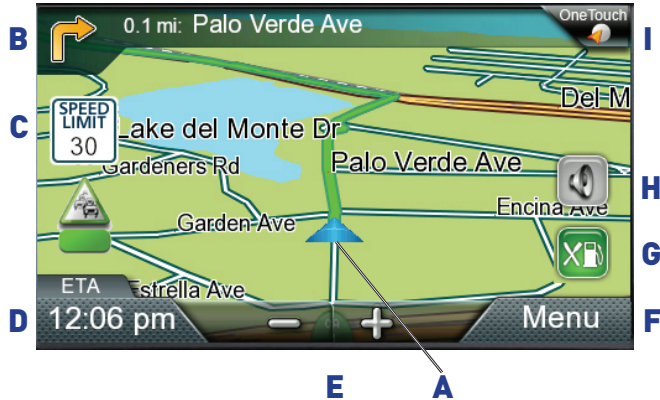 B
0.1 mi: Palo Verde Ave
OneTouch
I
C
SPEED
LIMIT
30
Del M
Lake del Monte Dr
Gardeners Rd
Palo Verde Ave
H
Encina Ave
Garden Ave
G
ETA
Estrella Ave
D
12:06 pm
Menu
F
E
A